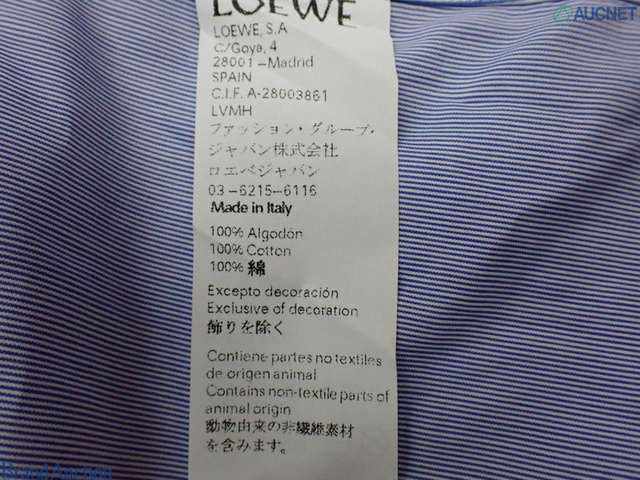 LOEWE
AUCNET
LOEWE, S.A
C/Goya, 4
28001 – Madrid
SPAIN
C.I.F. A-28003861
LVMH
ファッション・グループ・
ジャパン株式会社
ロエベジャパン
03–6215–6116
Made in Italy
100% Algodón
100% Cotton
100% 綿
Excepto decoración
Exclusive of decoration
飾りを除く
Contiene partes no textiles
de origen animal
Contains non-textile parts of
animal origin
動物由来の非繊維素材
を含みます。
Brand Auction